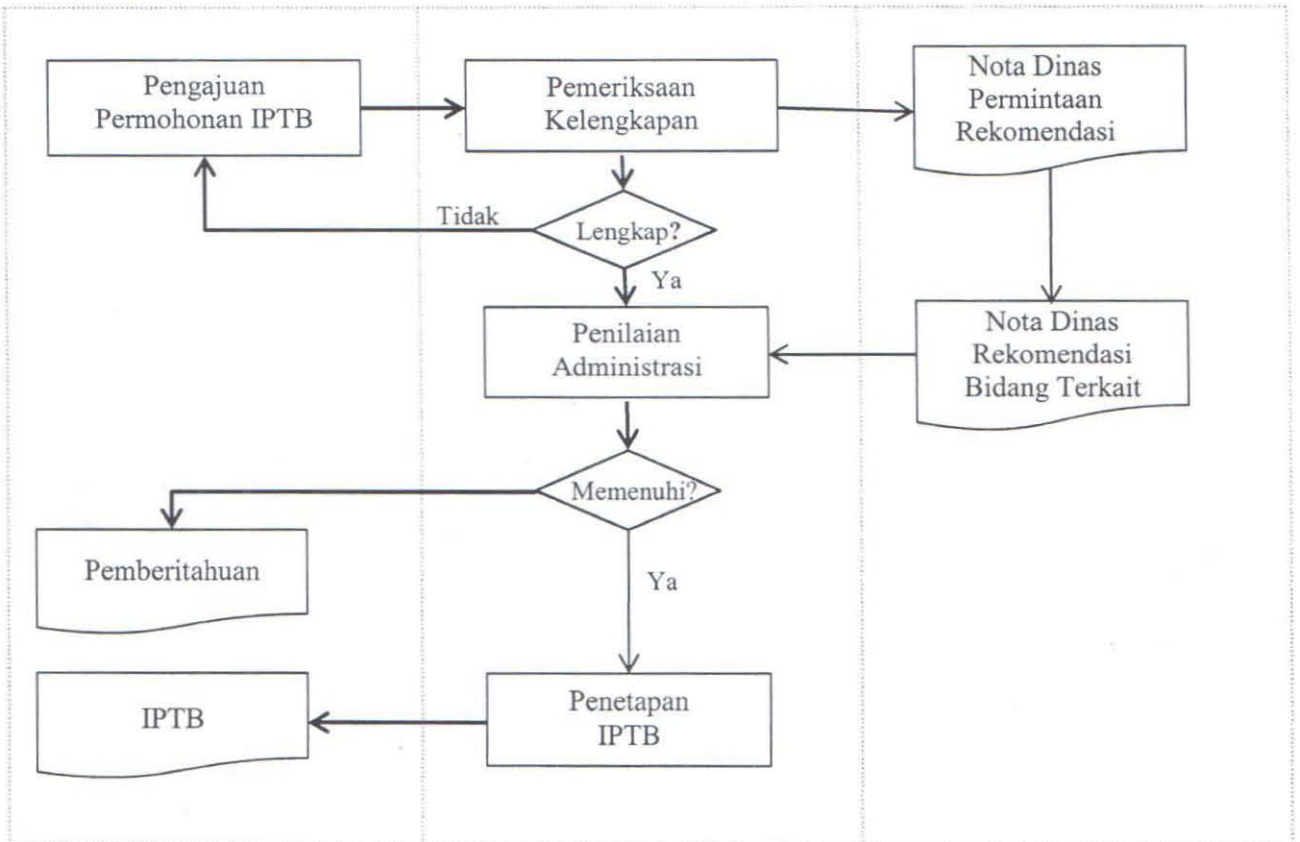 Pengajuan
Permohonan IPTB
Pemeriksaan
Kelengkapan
Nota Dinas
Permintaan
Rekomendasi
Tidak
Lengkap?
Ya
Penilaian
Administrasi
Nota Dinas
Rekomendasi
Bidang Terkait
Memenuhi?
Pemberitahuan
Ya
IPTB
Penetapan
IPTB